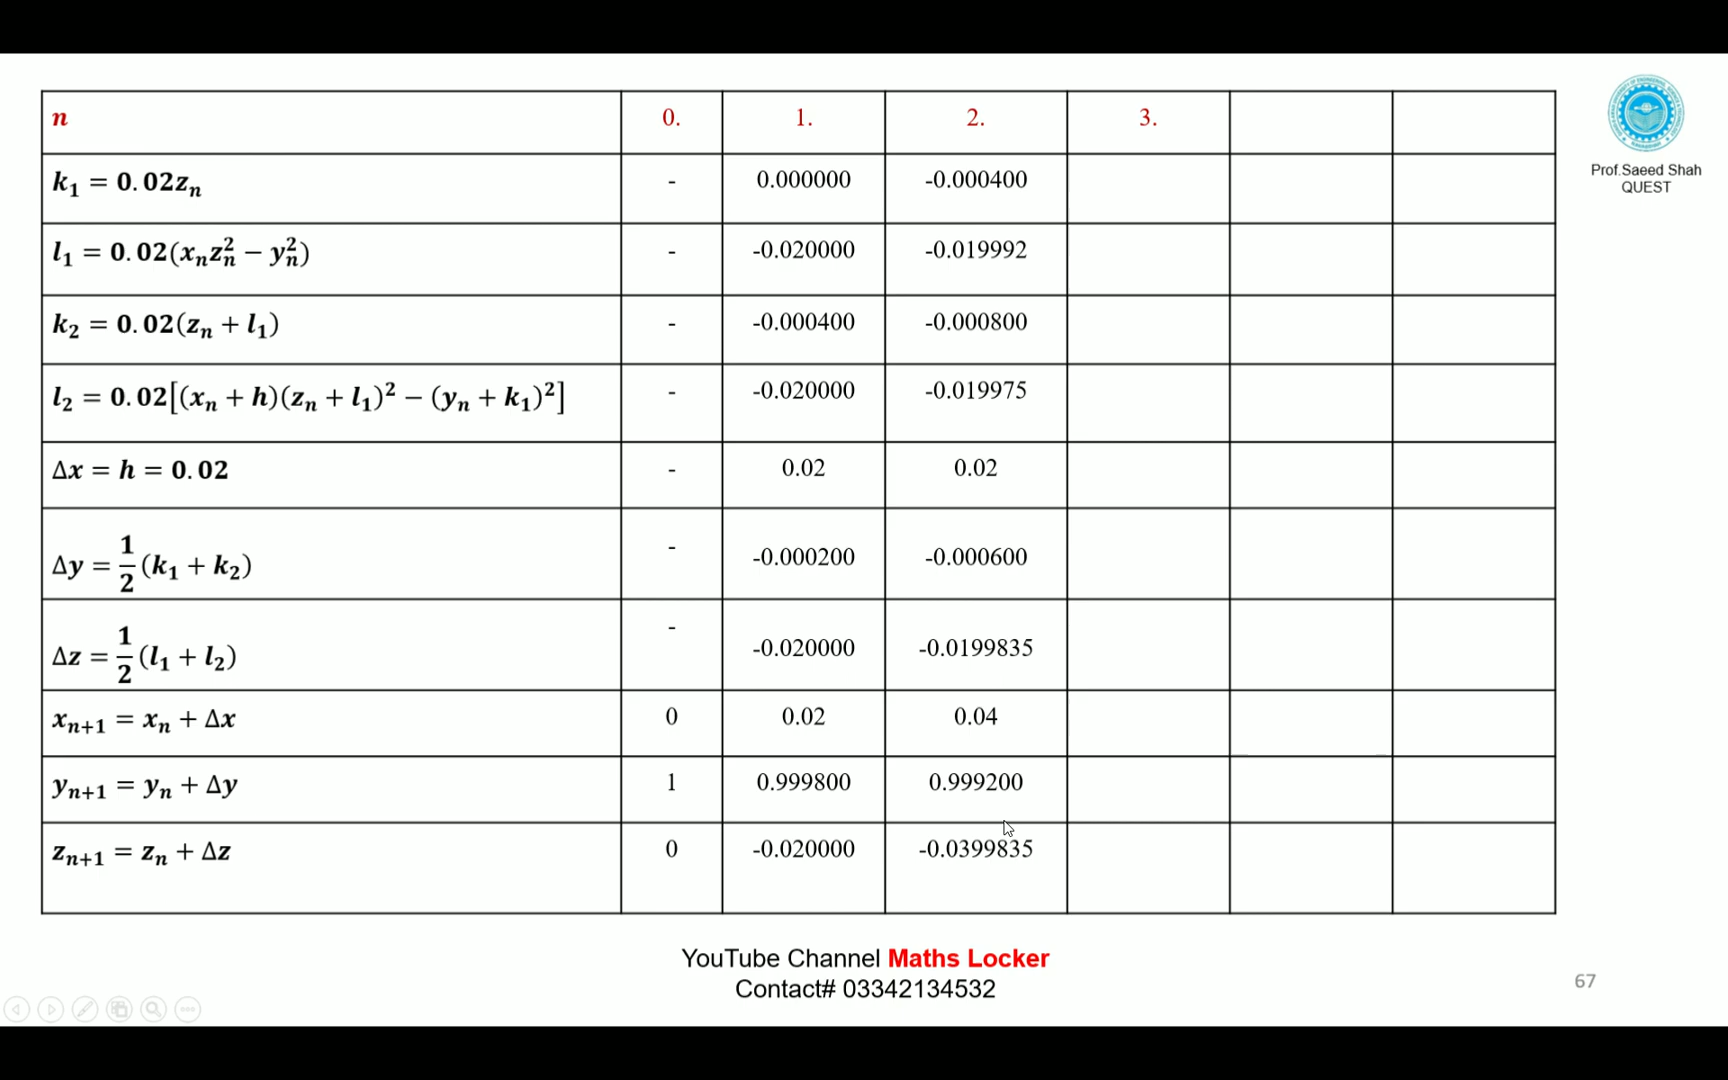 n 0. 1. 2. 3.
k₁ = 0.02zₙ - 0.000000 -0.000400
l₁ = 0.02(xₙzₙ² − yₙ²) - -0.020000 -0.019992
k₂ = 0.02(zₙ + l₁) - -0.000400 -0.000800
l₂ = 0.02[(xₙ + h)(zₙ + l₁)² − (yₙ + k₁)²] - -0.020000 -0.019975
Δx = h = 0.02 - 0.02 0.02
Δy = 1/2 (k₁ + k₂) - -0.000200 -0.000600
Δz = 1/2 (l₁ + l₂) - -0.020000 -0.0199835
xₙ₊₁ = xₙ + Δx 0 0.02 0.04
yₙ₊₁ = yₙ + Δy 1 0.999800 0.999200
zₙ₊₁ = zₙ + Δz 0 -0.020000 -0.0399835
Prof.Saeed Shah
QUEST
YouTube Channel Maths Locker
Contact# 03342134532
67